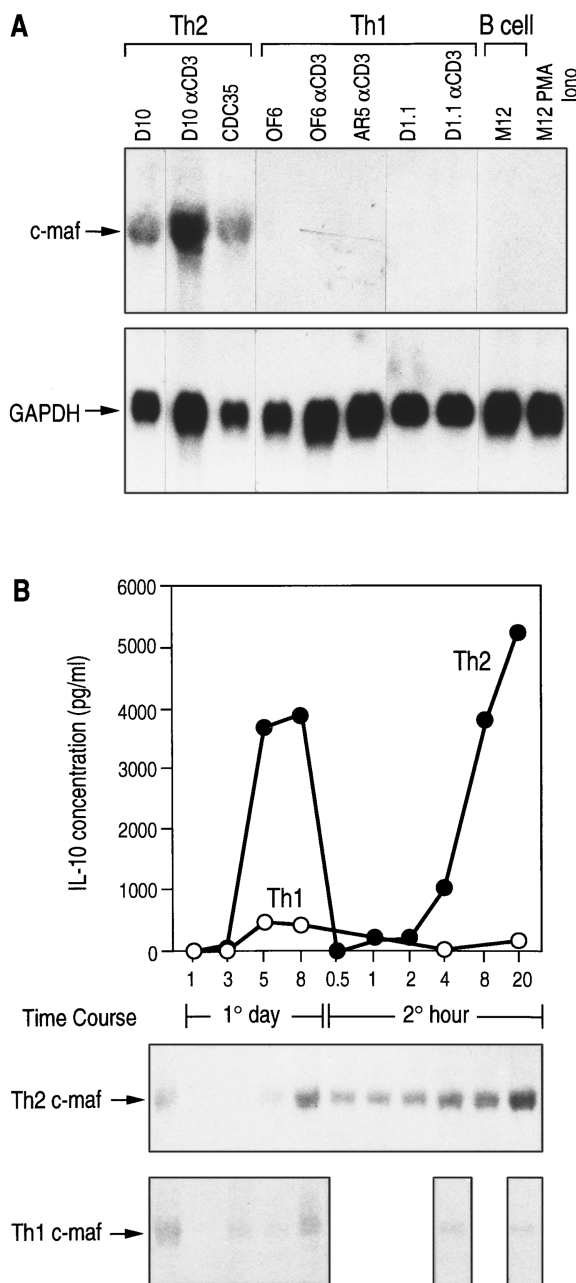 A
Th2 Th1 B cell
D10
D10 αCD3
CDC35
OF6
OF6 αCD3
AR5 αCD3
D1.1
D1.1 αCD3
M12
M12 PMA
Iono
c-maf
GAPDH
B
IL-10 concentration (pg/ml)
6000
5000
4000
3000
1000
1000
0
Th2
Th1
1 3 5 8 0.5 1 2 4 8 20
Time Course 1° day 2° hour
Th2 c-maf
Th1 c-maf